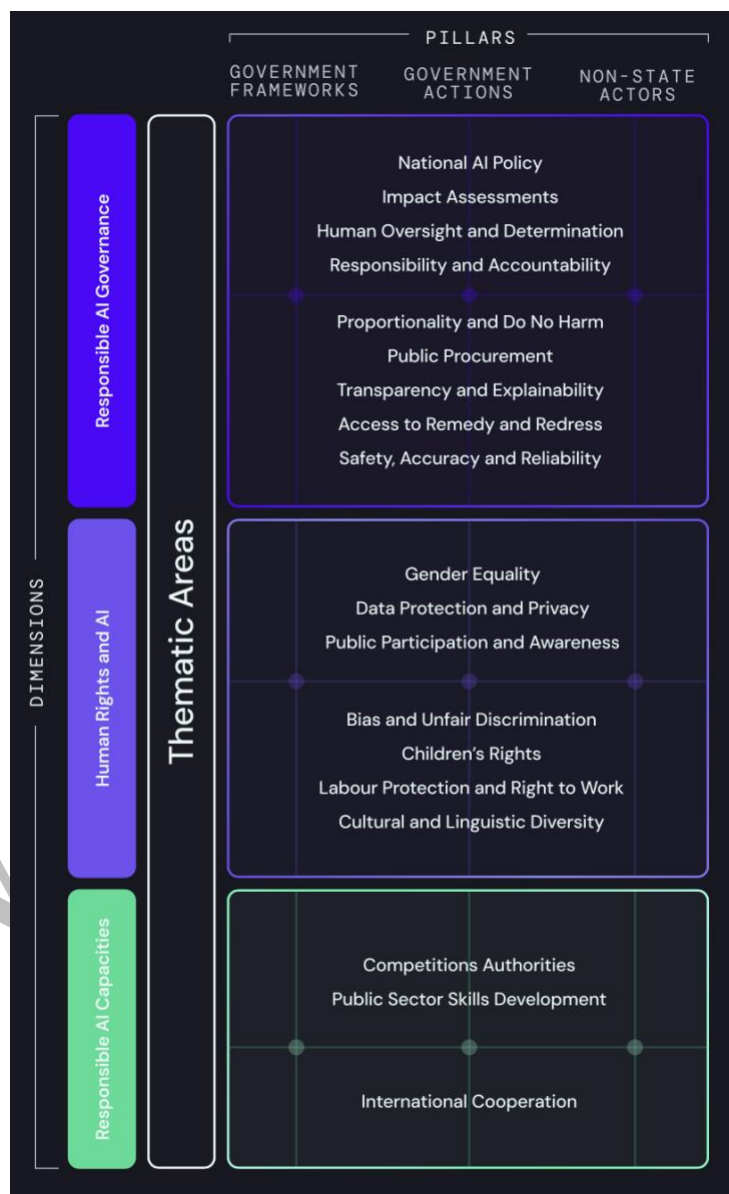 PILLARS
GOVERNMENT FRAMEWORKS
GOVERNMENT ACTIONS
NON-STATE ACTORS
DIMENSIONS
Responsible AI Governance
Thematic Areas
National AI Policy
Impact Assessments
Human Oversight and Determination
Responsibility and Accountability
Proportionality and Do No Harm
Public Procurement
Transparency and Explainability
Access to Remedy and Redress
Safety, Accuracy and Reliability
Human Rights and AI
Gender Equality
Data Protection and Privacy
Public Participation and Awareness
Bias and Unfair Discrimination
Children’s Rights
Labour Protection and Right to Work
Cultural and Linguistic Diversity
Responsible AI Capacities
Competitions Authorities
Public Sector Skills Development
International Cooperation